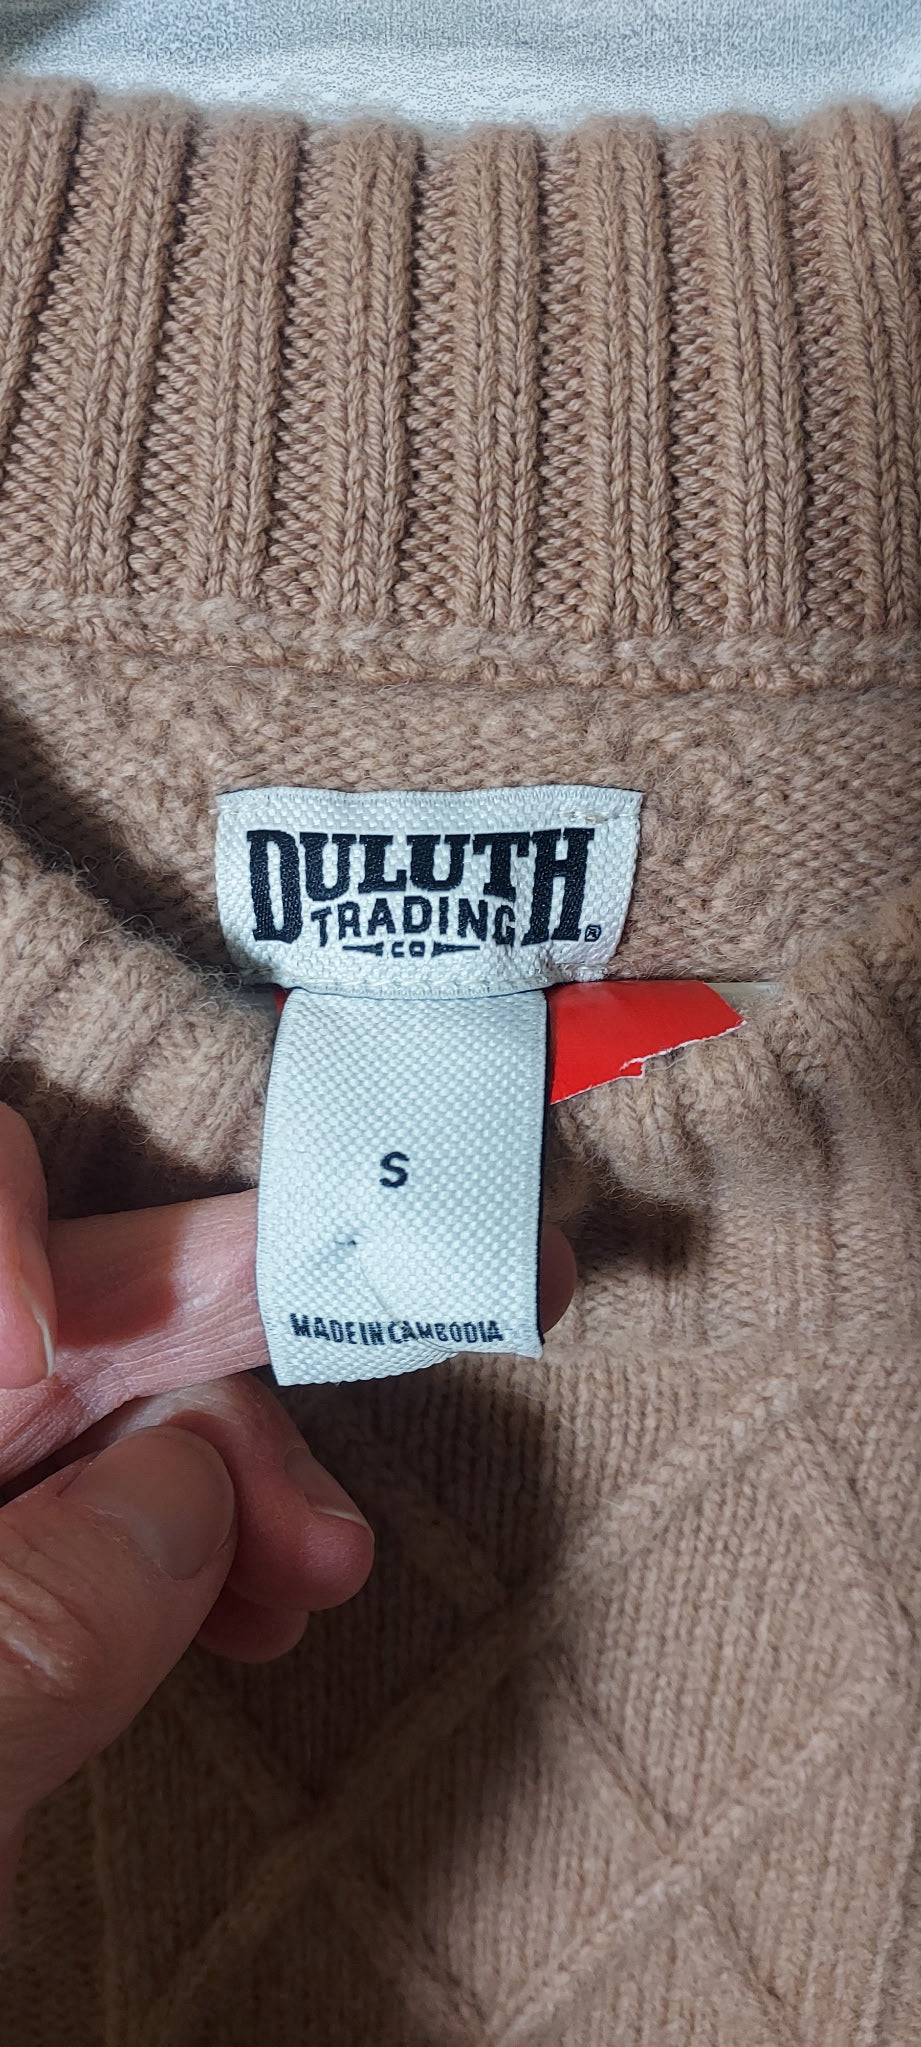 DULUTH
TRADING
CO
®
S
MADE IN CAMBODIA